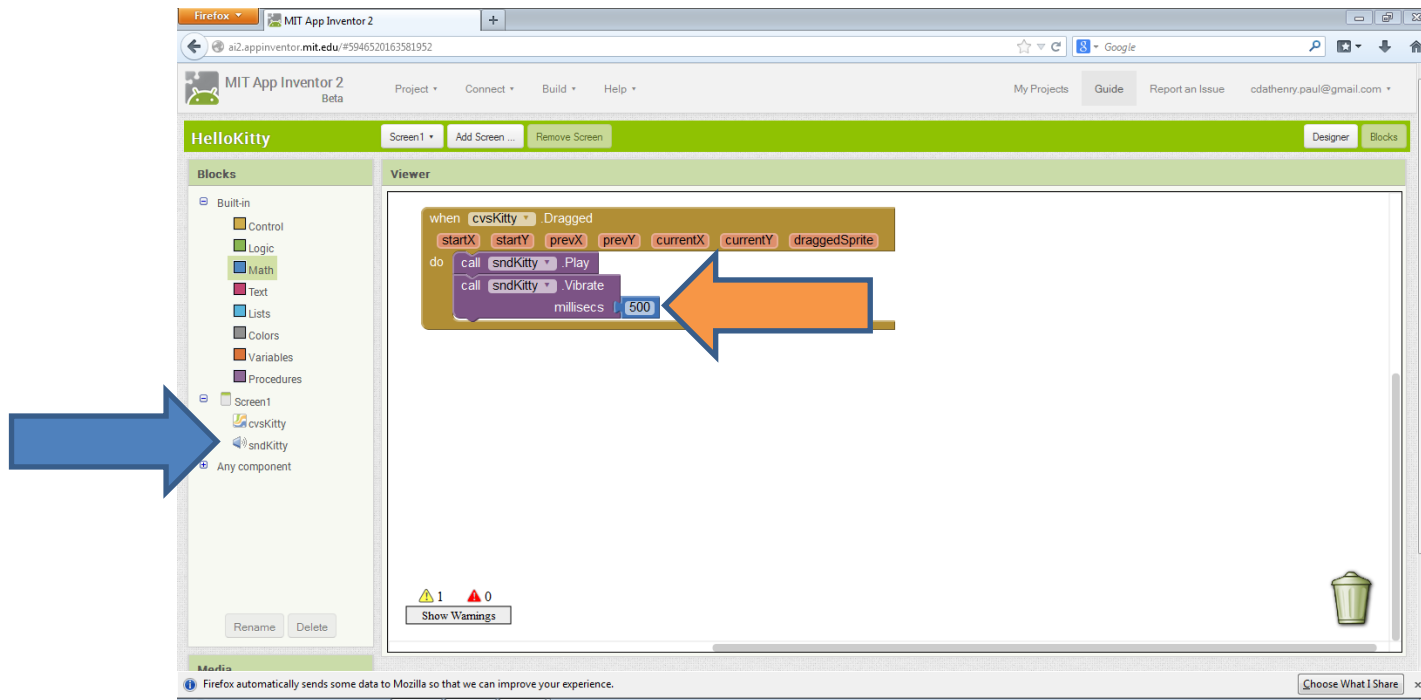 Firefox
MIT App Inventor 2
ai2.appinventor.mit.edu/#5946520163581952
Google
MIT App Inventor 2
Beta
Project
Connect
Build
Help
My Projects
Guide
Report an Issue
cdathenry.paul@gmail.com
HelloKitty
Screen1
Add Screen ...
Remove Screen
Designer
Blocks
Blocks
Built-in
Control
Logic
Math
Text
Lists
Colors
Variables
Procedures
Screen1
cvsKitty
sndKitty
Any component
Rename
Delete
Media
Viewer
when cvsKitty .Dragged
startX startY prevX prevY currentX currentY draggedSprite
do call sndKitty .Play
call sndKitty .Vibrate
millisecs 500
1 0
Show Warnings
Firefox automatically sends some data to Mozilla so that we can improve your experience.
Choose What I Share